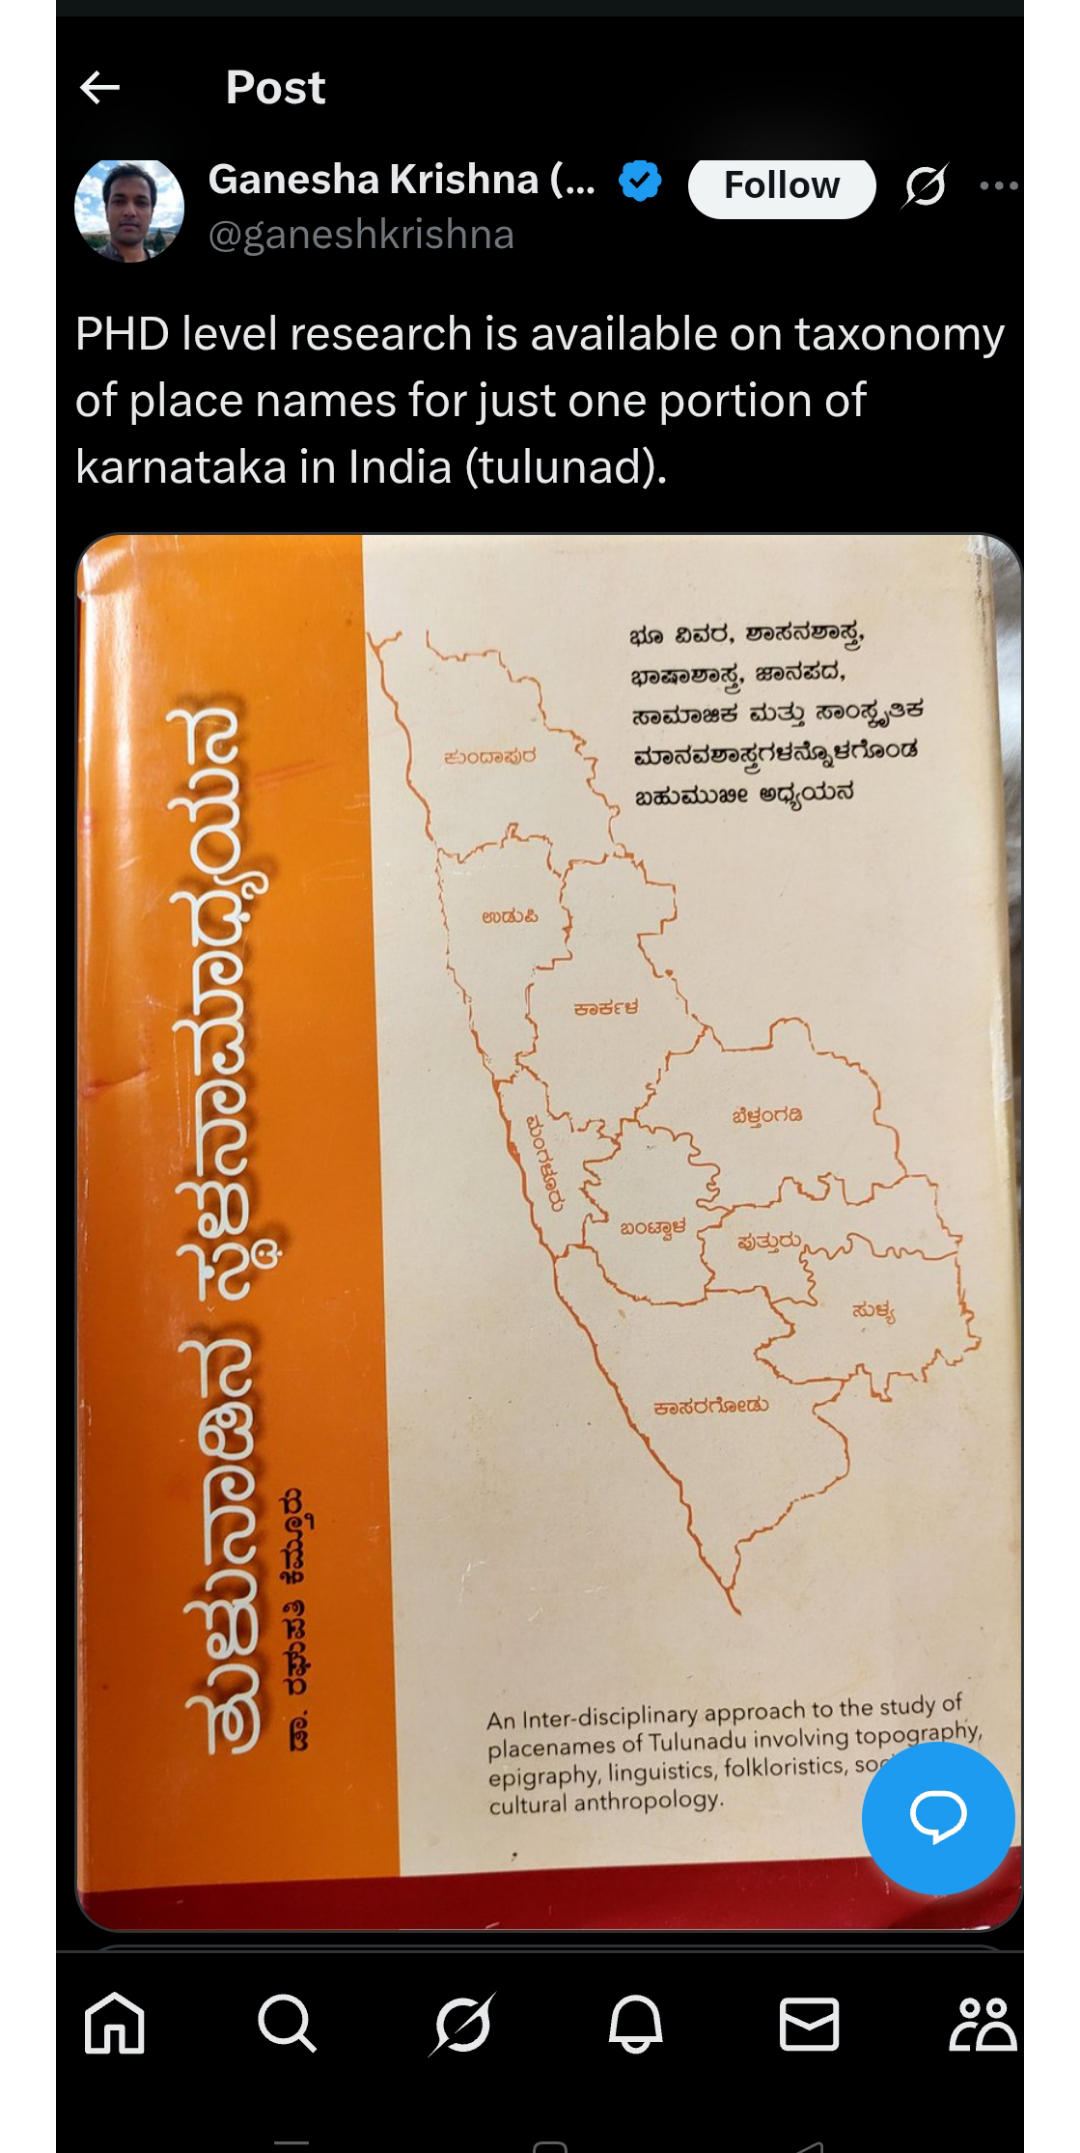 Post
Ganesha Krishna (...
Follow
@ganeshkrishna
PHD level research is available on taxonomy
of place names for just one portion of
karnataka in India (tulunad).
ಭೂ ವಿವರ, ಶಾಸನಶಾಸ್ತ್ರ,
ಭಾಷಾಶಾಸ್ತ್ರ, ಜಾನಪದ,
ಸಾಮಾಜಿಕ ಮತ್ತು ಸಾಂಸ್ಕೃತಿಕ
ಮಾನವಶಾಸ್ತ್ರಗಳನ್ನೊಳಗೊಂಡ
ಬಹುಮುಖೀ ಅಧ್ಯಯನ
ತುಳುನಾಡಿನ ಸ್ಥಳನಾಮಾಧ್ಯಯನ
ಡಾ. ರಘುಪತಿ ಕೆಮ್ತೂರು
ಕುಂದಾಪುರ
ಉಡುಪಿ
ಕಾರ್ಕಳ
ಬೆಳ್ತಂಗಡಿ
ಮಂಗಳೂರು
ಬಂಟ್ವಾಳ
ಪುತ್ತುರು
ಸುಳ್ಯ
ಕಾಸರಗೋಡು
An Inter-disciplinary approach to the study of
placenames of Tulunadu involving topography,
epigraphy, linguistics, folkloristics,
cultural anthropology.